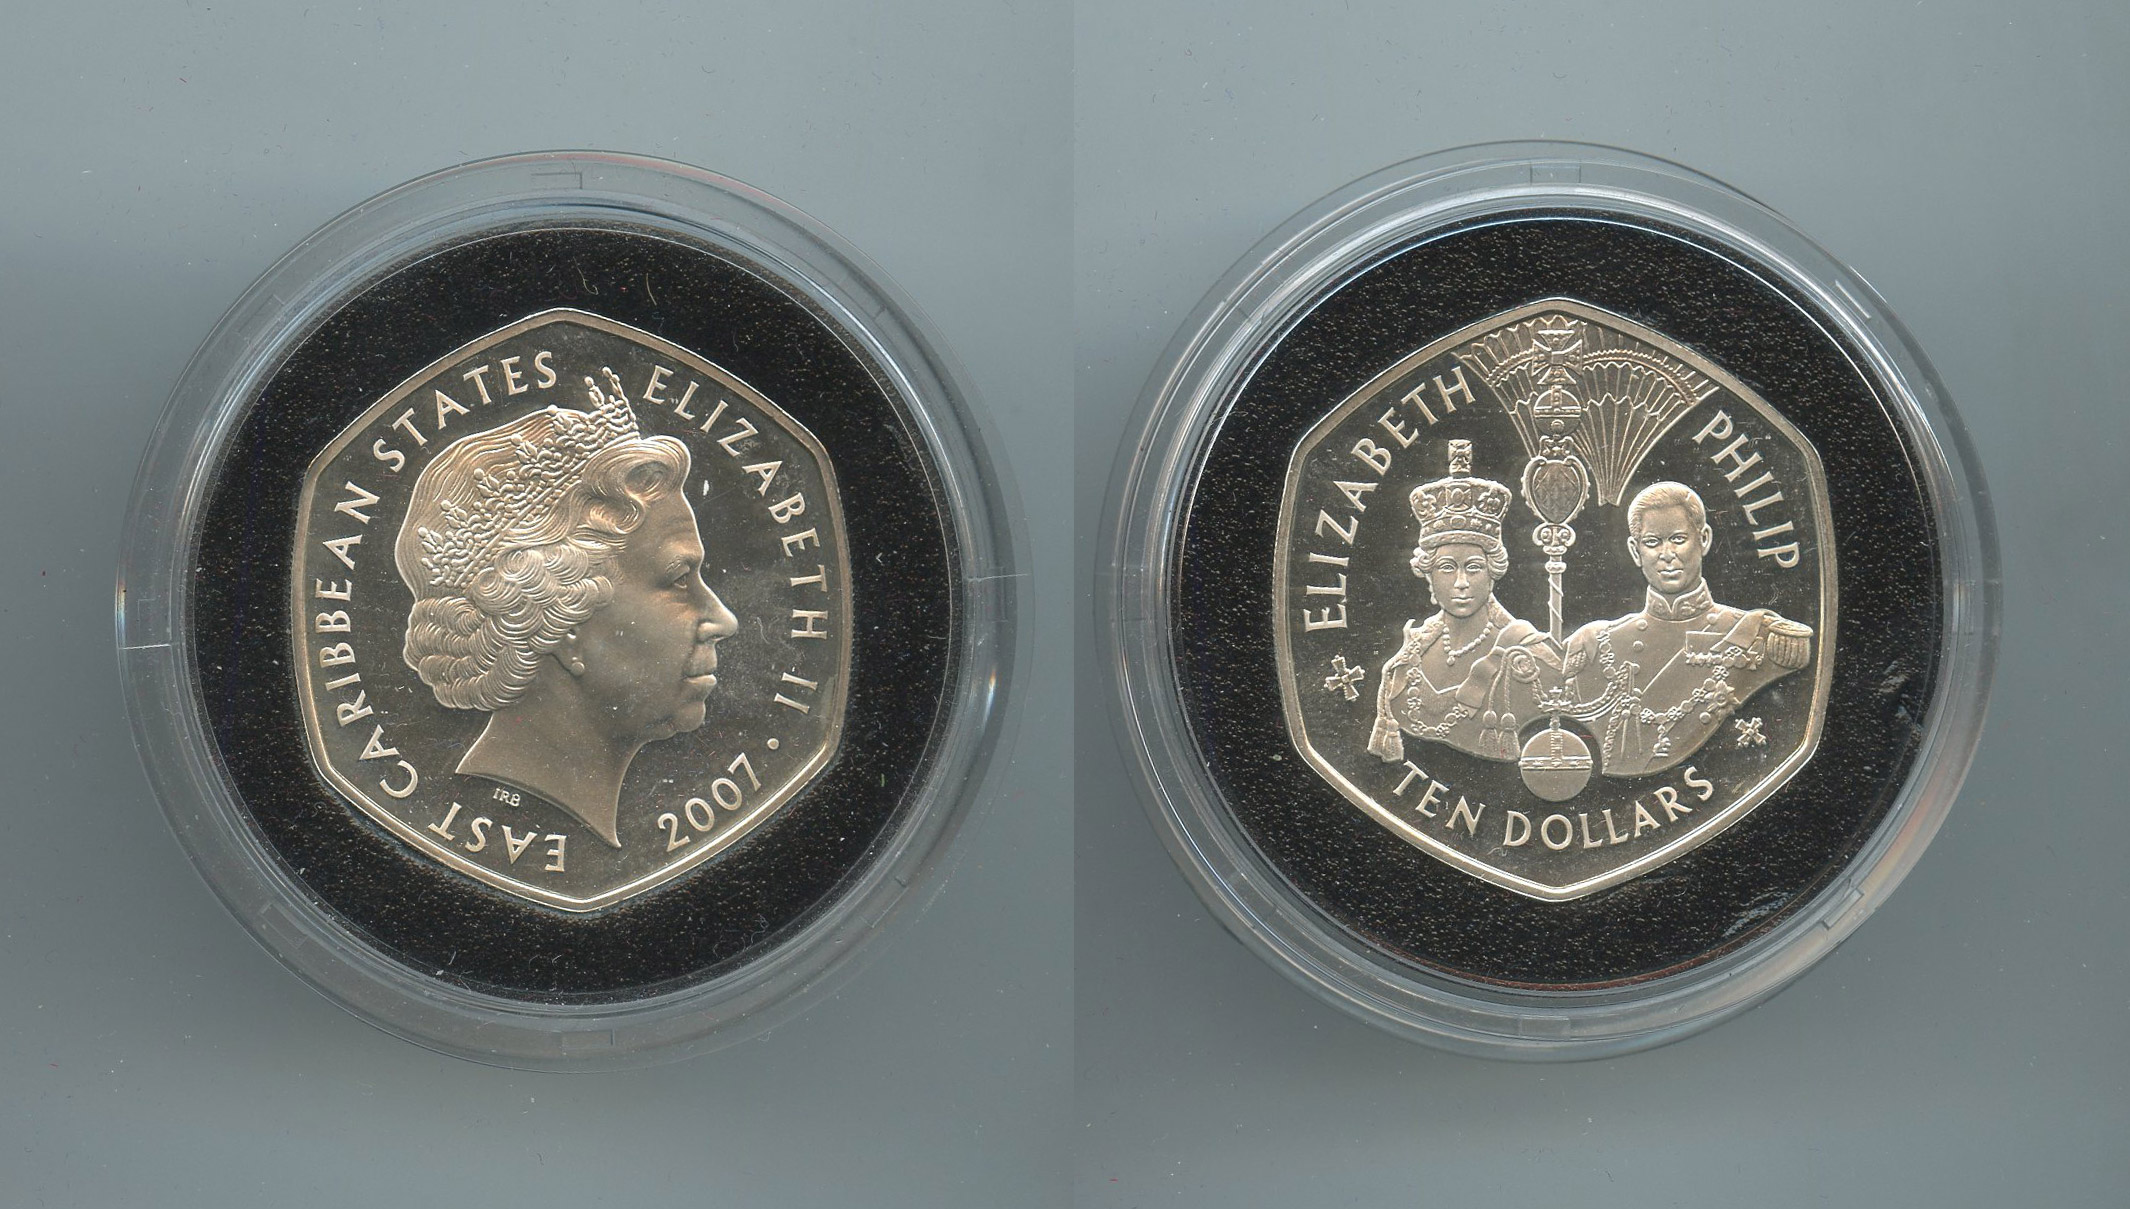 EAST CARIBBEAN STATES ELIZABETH II 2007
IRB
ELIZABETH PHILIP
TEN DOLLARS